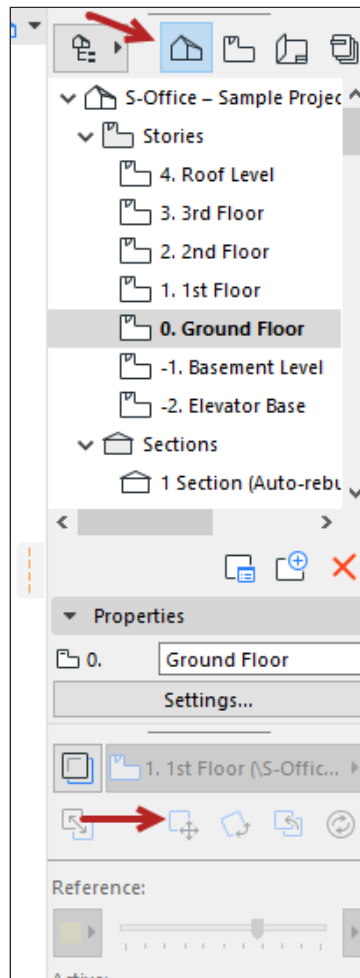 S-Office – Sample Projec
Stories
4. Roof Level
3. 3rd Floor
2. 2nd Floor
1. 1st Floor
0. Ground Floor
-1. Basement Level
-2. Elevator Base
Sections
1 Section (Auto-rebu
Properties
0. Ground Floor
Settings...
1. 1st Floor (\S-Offic...
Reference:
Active: